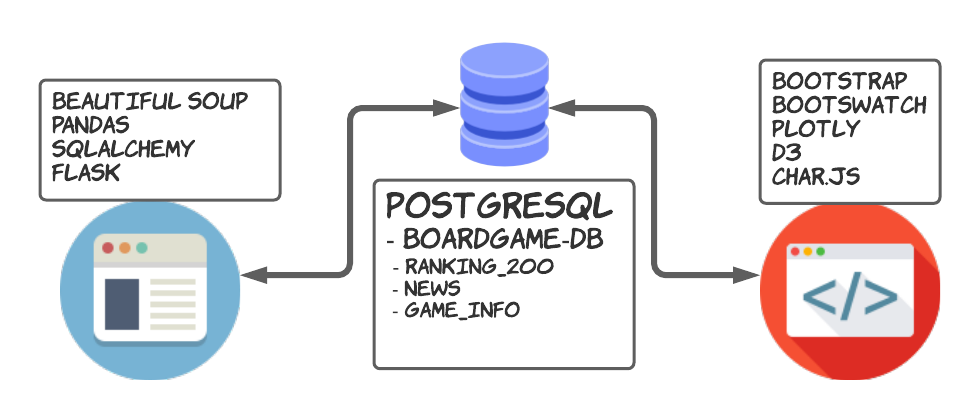 BEAUTIFUL SOUP
PANDAS
SQLALCHEMY
FLASK
POSTGRESQL
- BOARDGAME-DB
- RANKING_200
- NEWS
- GAME_INFO
BOOTSTRAP
BOOTSWATCH
PLOTLY
D3
CHAR.JS
</>